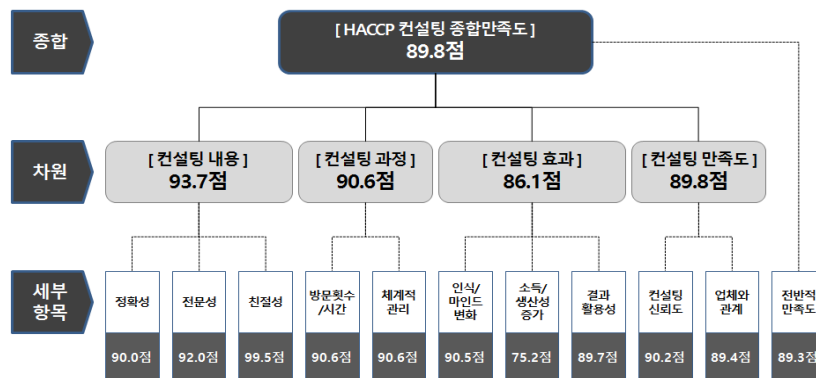 종합
[ HACCP 컨설팅 종합만족도 ]
89.8점
차원
[ 컨설팅 내용 ]
93.7점
[ 컨설팅 과정 ]
90.6점
[ 컨설팅 효과 ]
86.1점
[ 컨설팅 만족도 ]
89.8점
세부
항목
정확성
90.0점
전문성
92.0점
친절성
99.5점
방문횟수
/시간
90.6점
체계적
관리
90.6점
인식/
마인드
변화
90.5점
소득/
생산성
증가
75.2점
결과
활용성
89.7점
컨설팅
신뢰도
90.2점
업체와
관계
89.4점
전반적
만족도
89.3점